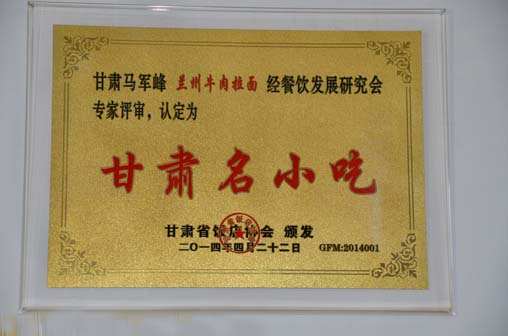 甘肃马军峰 兰州牛肉拉面 经餐饮发展研究会
专家评审，认定为
甘肃名小吃
甘肃省饭店协会 颁发
二〇一四年四月二十二日 GFM:2014001